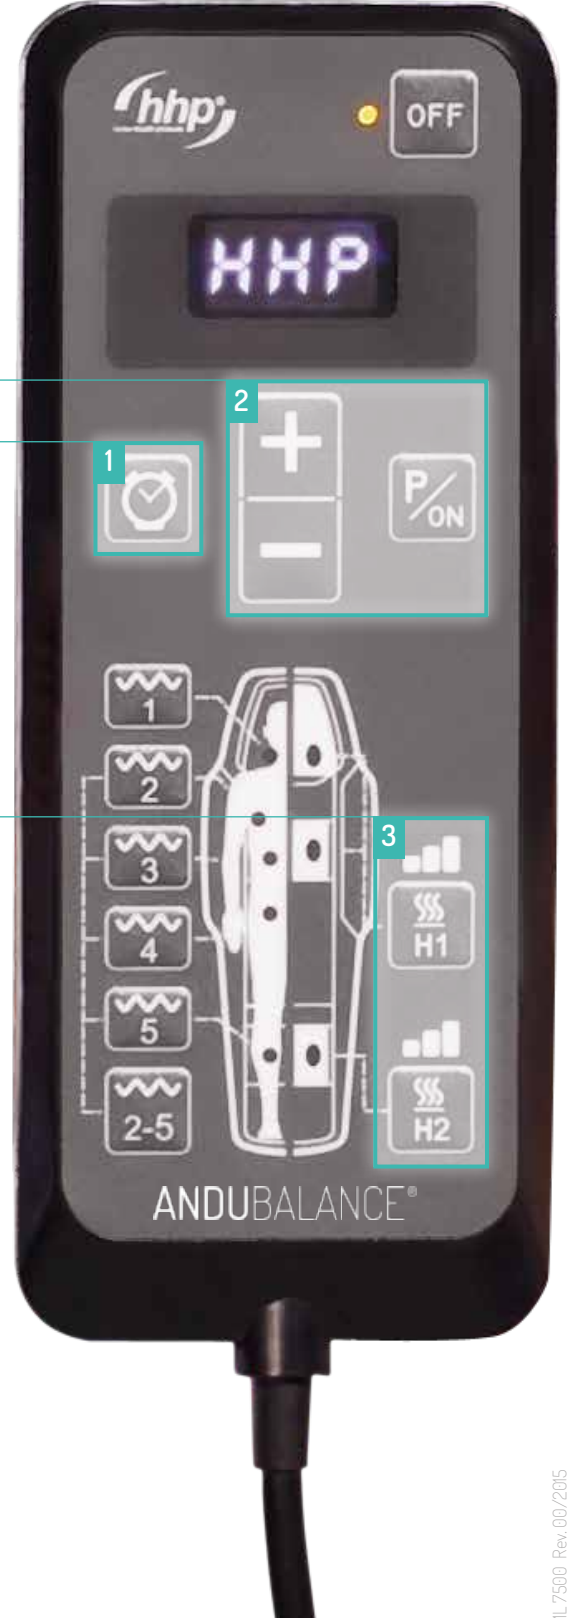 hhp
OFF
HHP
2
1
P/ON
1
2
3
4
5
2-5
3
H1
H2
ANDUBALANCE®
IL 7500 Rev. 00/2015